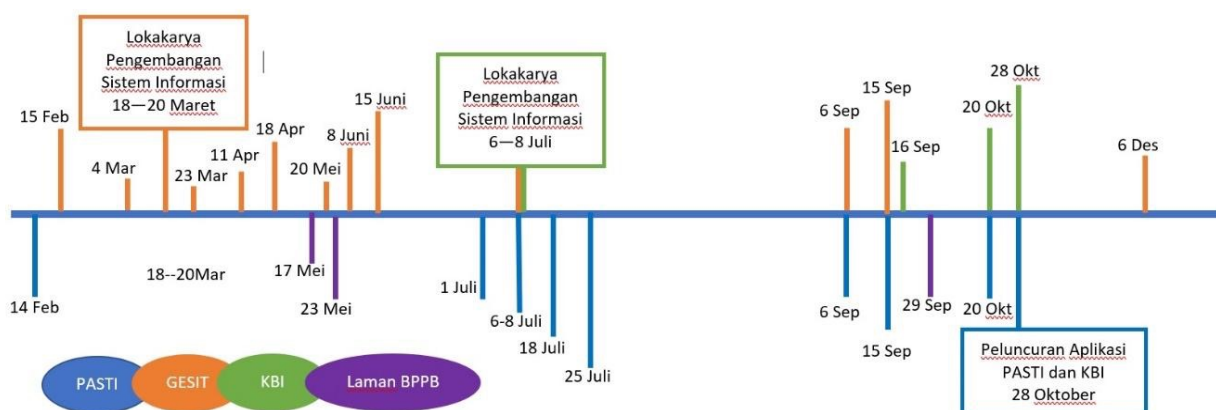 Lokakarya
Pengembangan
Sistem Informasi
18—20 Maret
Lokakarya
Pengembangan
Sistem Informasi
6—8 Juli
15 Feb
4 Mar
23 Mar
11 Apr
18 Apr
20 Mei
8 Juni
15 Juni
6 Sep
15 Sep
16 Sep
20 Okt
28 Okt
6 Des
14 Feb
18--20Mar
17 Mei
23 Mei
1 Juli
6-8 Juli
18 Juli
25 Juli
6 Sep
15 Sep
29 Sep
20 Okt
Peluncuran Aplikasi
PASTI dan KBI
28 Oktober
PASTI
GESIT
KBI
Laman BPPB